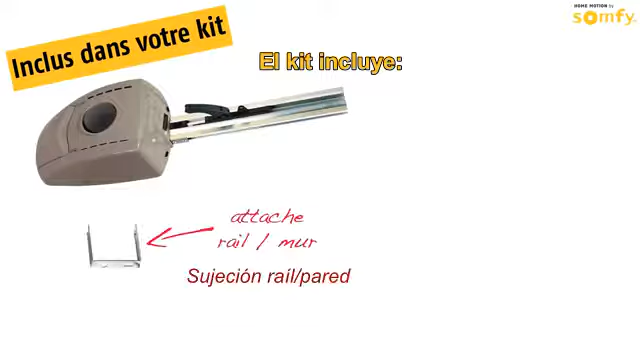 HOME MOTION BY
somfy.
Inclus dans votre kit
El kit incluye:
attache
rail / mur
Sujeción raíl/pared